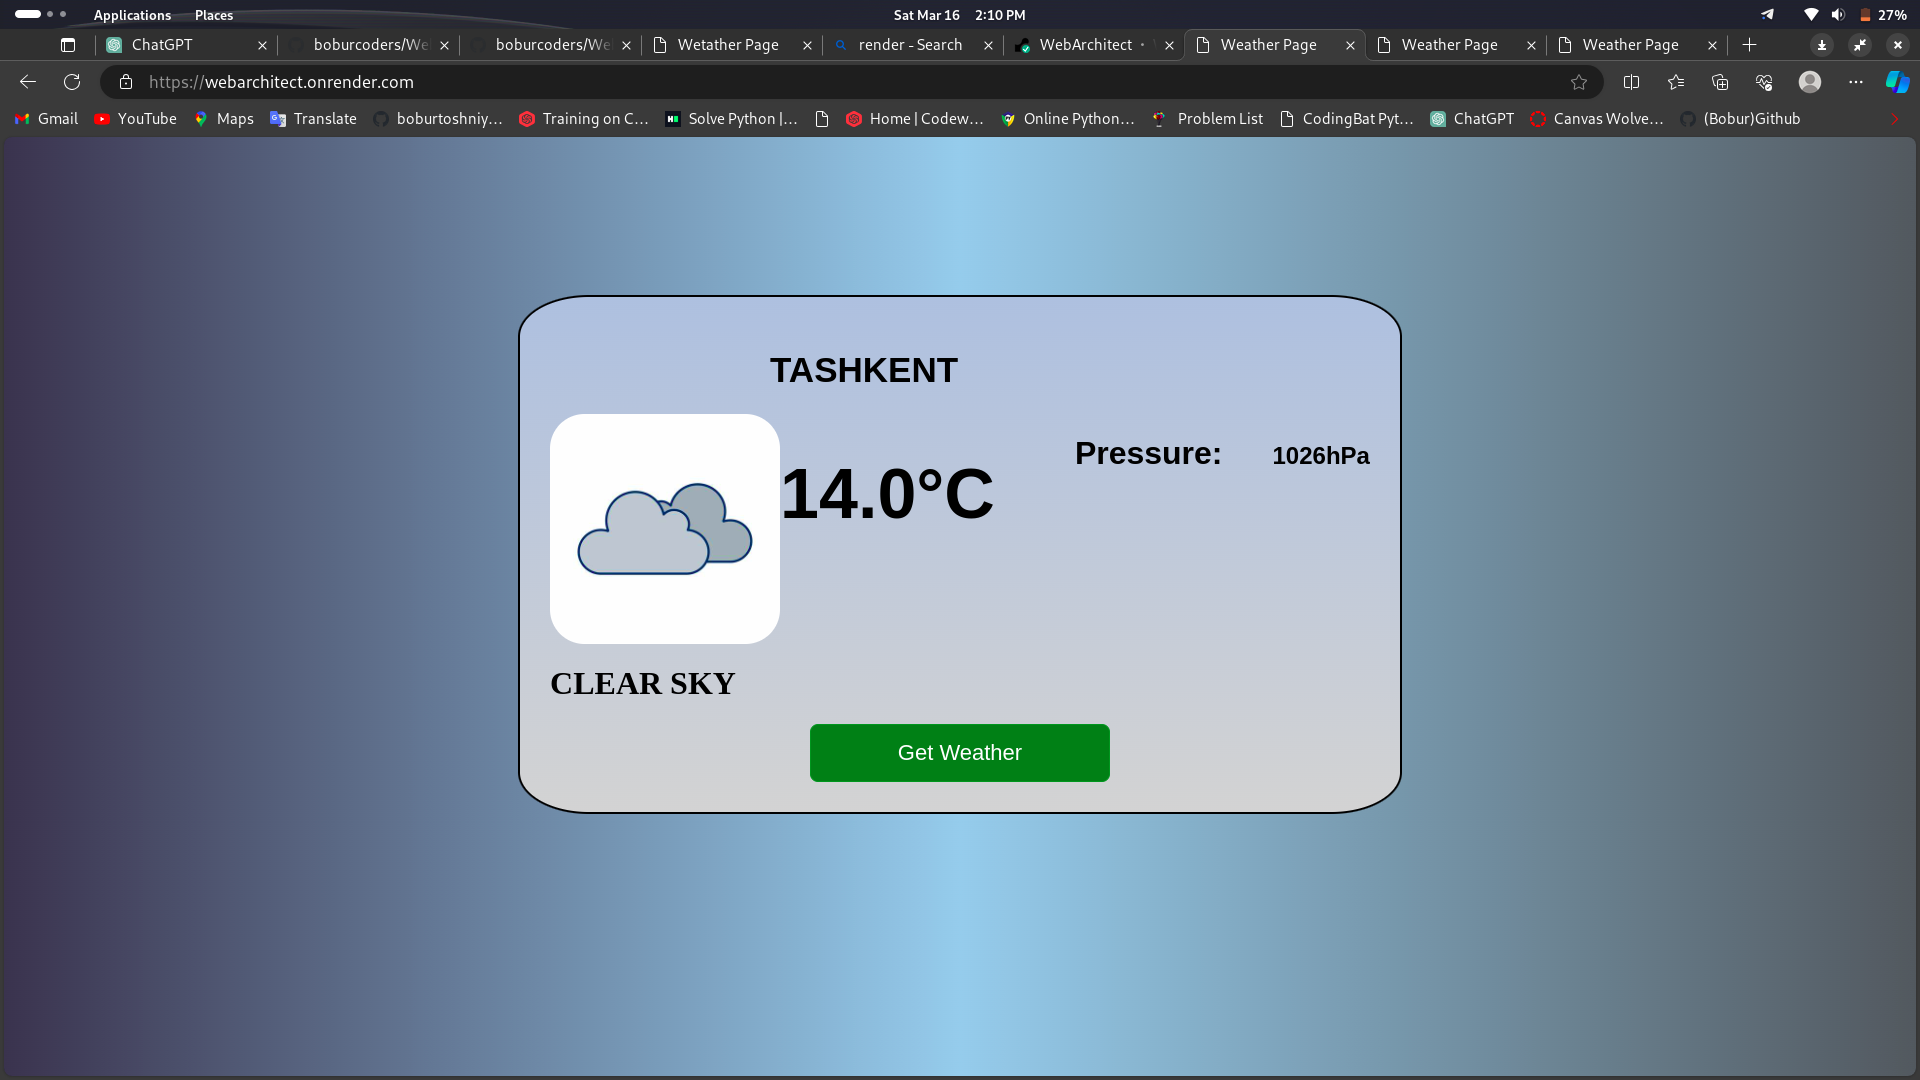 Applications Places Sat Mar 16 2:10 PM 27%
ChatGPT boburcoders/We boburcoders/We Wetather Page render - Search WebArchitect · Weather Page Weather Page Weather Page
https://webarchitect.onrender.com
Gmail YouTube Maps Translate boburtoshniy... Training on C... Solve Python |... Home | Codew... Online Python... Problem List CodingBat Pyt... ChatGPT Canvas Wolve... (Bobur)Github
TASHKENT
Pressure: 1026hPa
14.0°C
CLEAR SKY
Get Weather